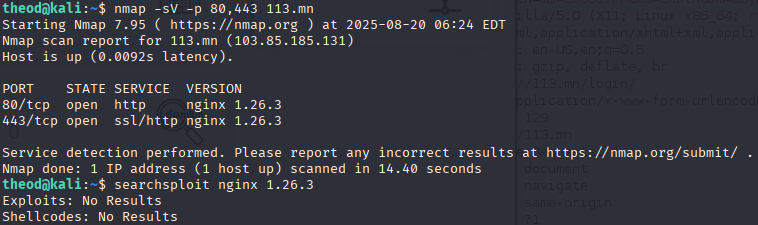 theod@kali:~$ nmap -sV -p 80,443 113.mn
Starting Nmap 7.95 ( https://nmap.org ) at 2025-08-20 06:24 EDT
Nmap scan report for 113.mn (103.85.185.131)
Host is up (0.0092s latency).
PORT    STATE SERVICE  VERSION
80/tcp  open  http     nginx 1.26.3
443/tcp open  ssl/http nginx 1.26.3
Service detection performed. Please report any incorrect results at https://nmap.org/submit/ .
Nmap done: 1 IP address (1 host up) scanned in 14.40 seconds
theod@kali:~$ searchsploit nginx 1.26.3
Exploits: No Results
Shellcodes: No Results
illa/5.0 (X11; Linux x86_64; r
ml,application/xhtml+xml,applic
: en-US,en;q=0.5
: gzip, deflate, br
//113.mn/login/
pplication/x-www-form-urlencod
129
/113.mn
document
navigate
same-origin
?1